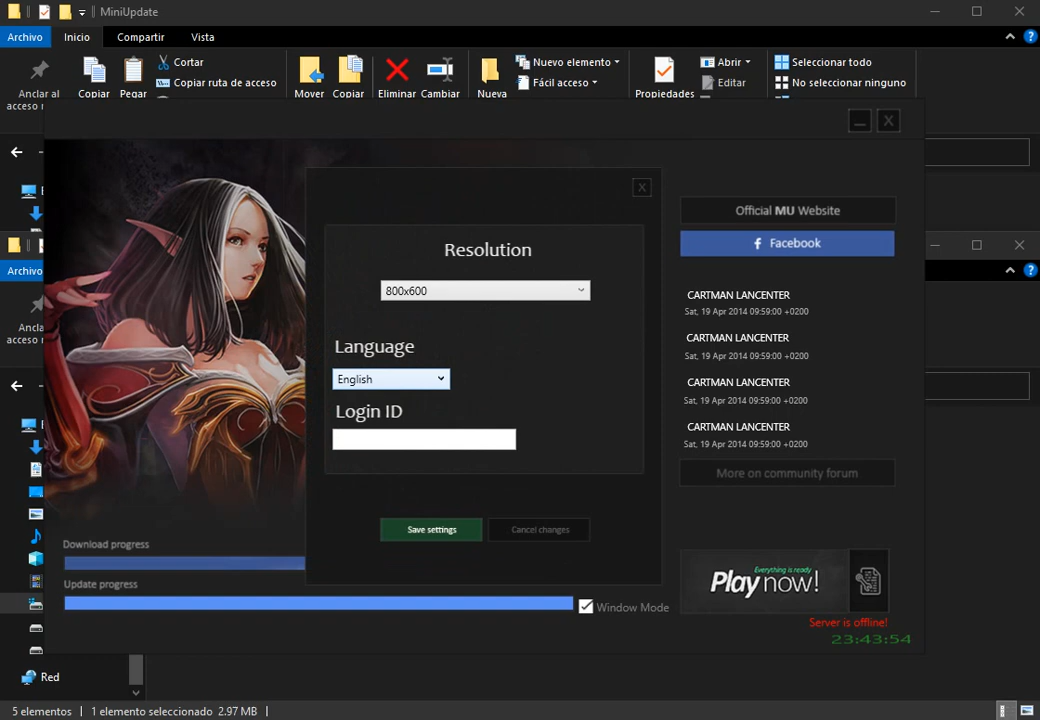 MiniUpdate
Archivo Inicio Compartir Vista
Anclar al
acceso
Copiar
Pegar
Cortar
Copiar ruta de acceso
Mover
Copiar
Eliminar
Cambiar
Nueva
Nuevo elemento
Fácil acceso
Propiedades
Abrir
Editar
Seleccionar todo
No seleccionar ninguno
Archivo
acceso
Resolution
800x600
Language
English
Login ID
Save settings
Cancel changes
Official MU Website
Facebook
CARTMAN LANCENTER
Sat, 19 Apr 2014 09:59:00 +0200
CARTMAN LANCENTER
Sat, 19 Apr 2014 09:59:00 +0200
CARTMAN LANCENTER
Sat, 19 Apr 2014 09:59:00 +0200
CARTMAN LANCENTER
Sat, 19 Apr 2014 09:59:00 +0200
More on community forum
Download progress
Update progress
Window Mode
Everything is ready
Play now!
Server is offline!
23:43:54
Red
5 elementos
1 elemento seleccionado 2.97 MB